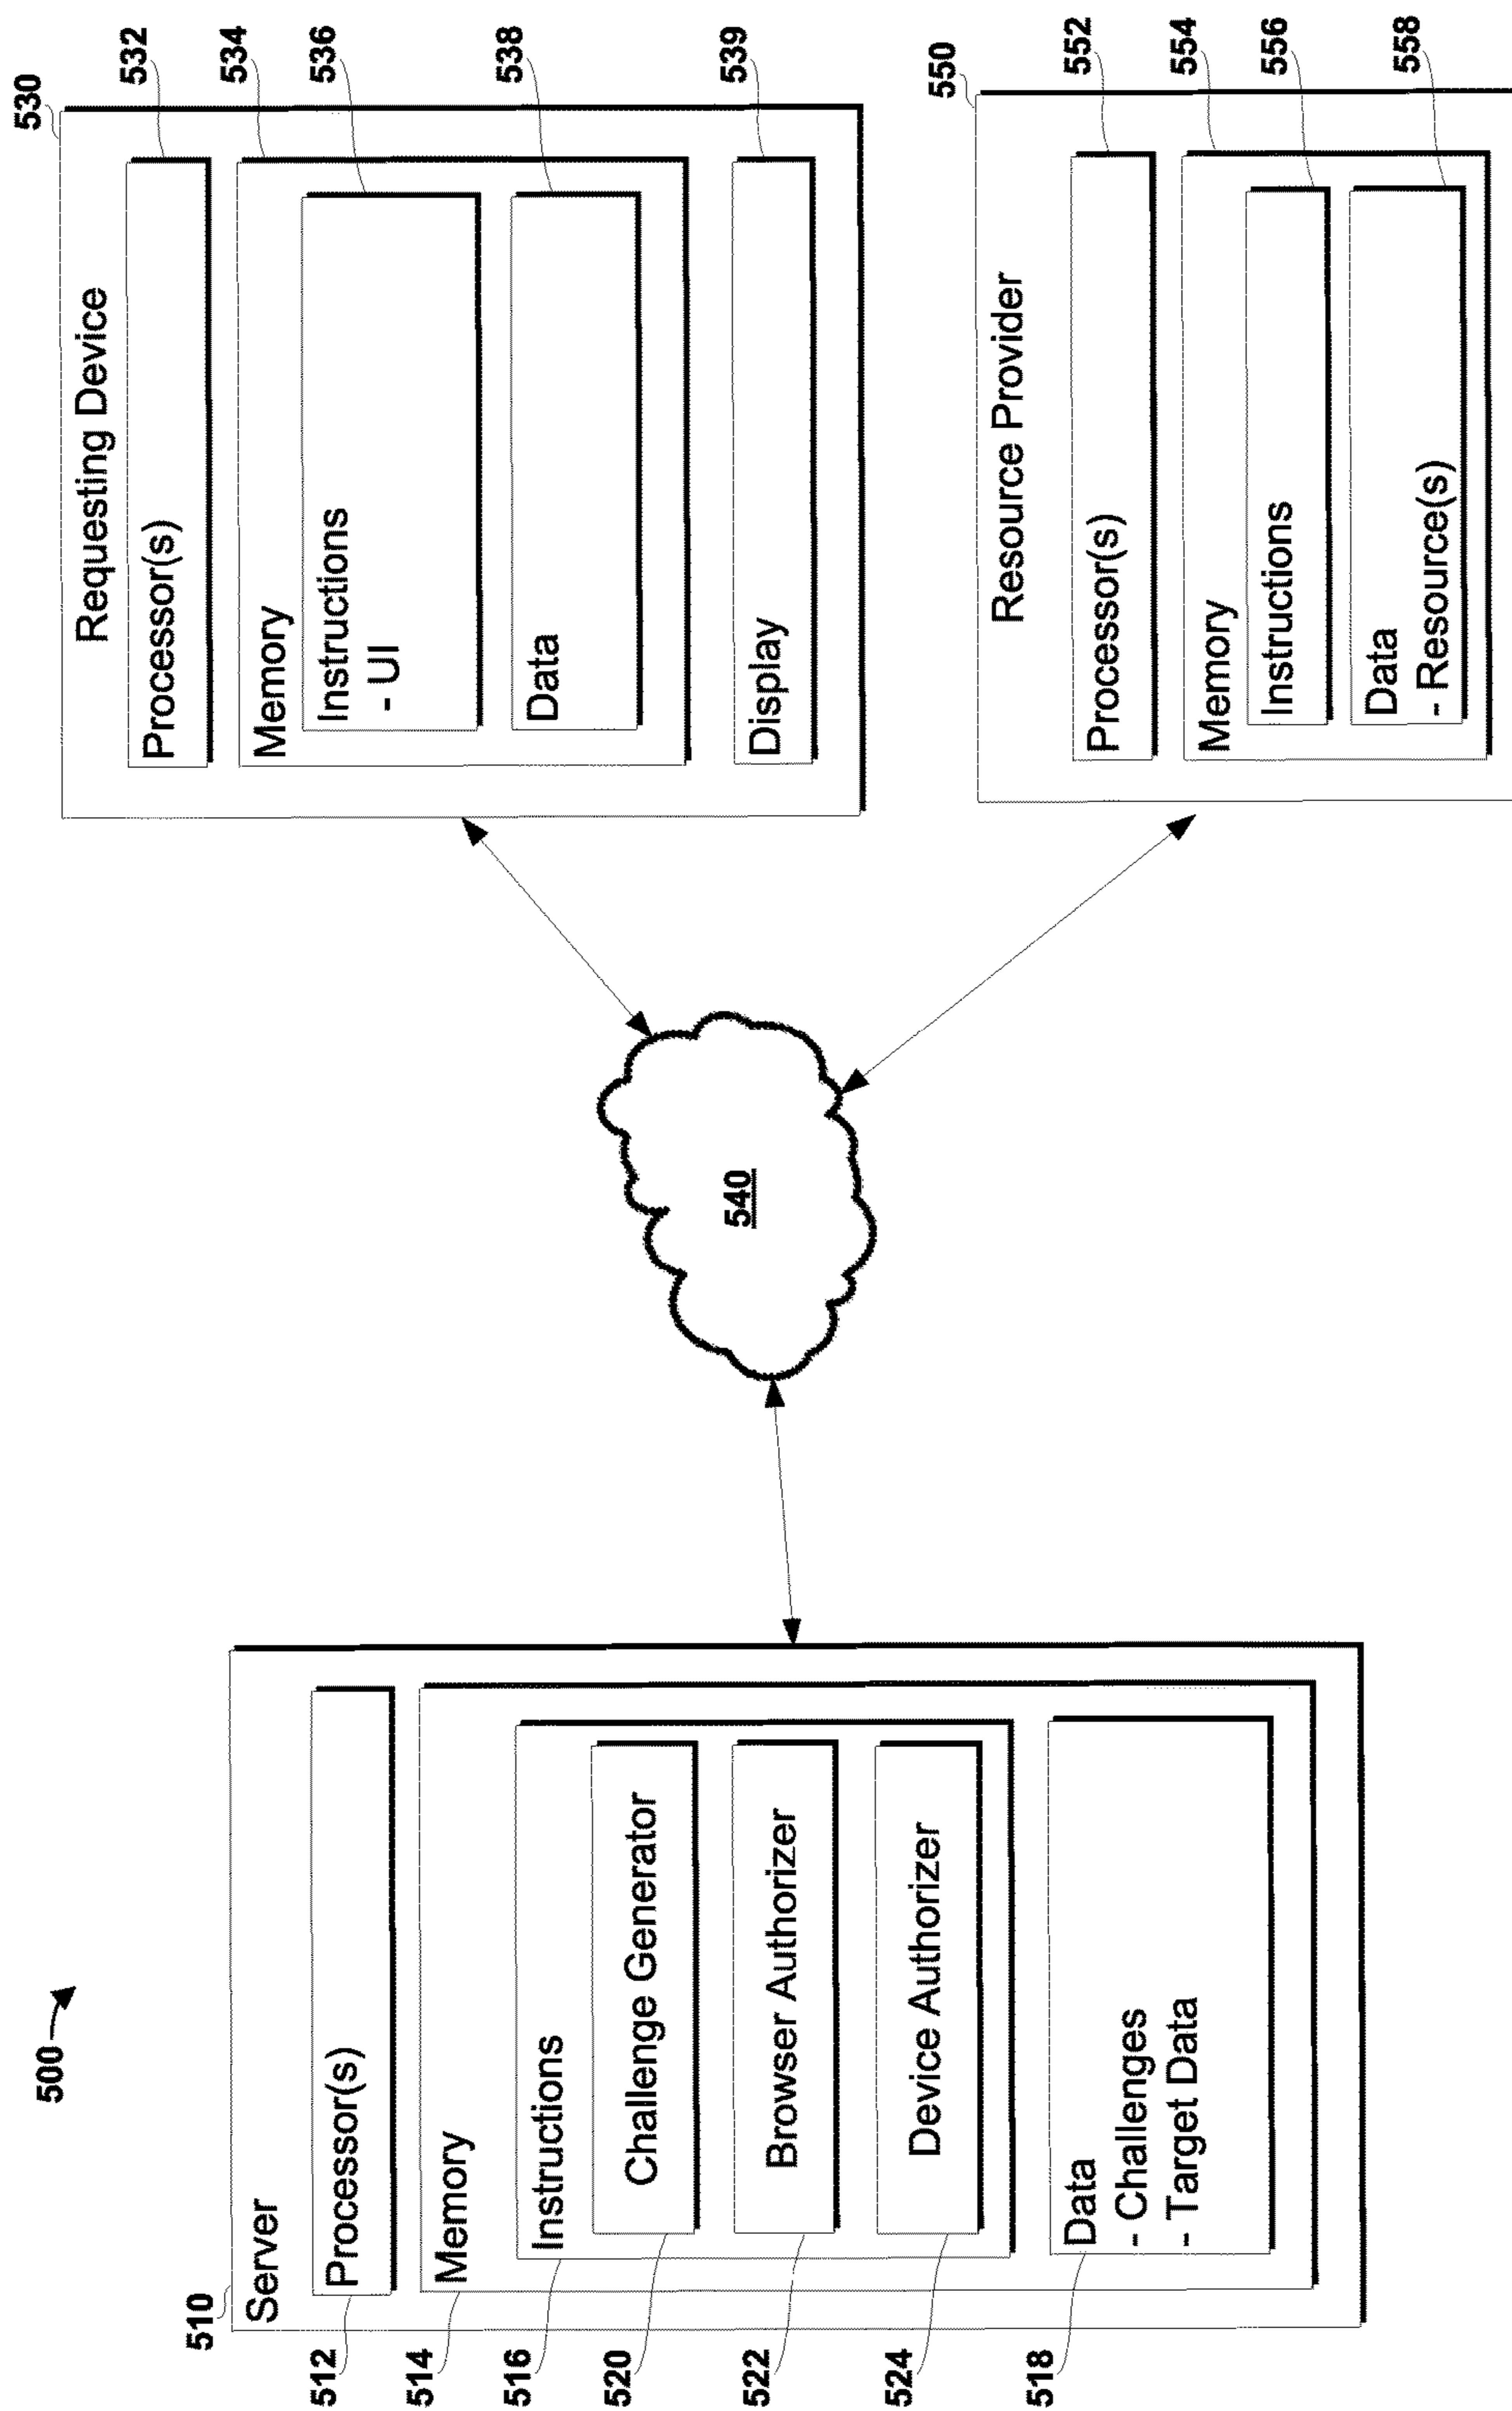 500
510
Server
512
Processor(s)
514
Memory
516
Instructions
520
Challenge Generator
522
Browser Authorizer
524
Device Authorizer
518
Data
- Challenges
- Target Data
540
530
Requesting Device
532
Processor(s)
534
Memory
536
Instructions
- UI
538
Data
539
Display
550
Resource Provider
552
Processor(s)
554
Memory
556
Instructions
558
Data
- Resource(s)